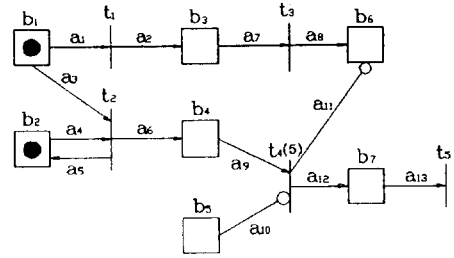 b₁ t₁ b₃ t₃ b₆
a₁ a₂ a₇ a₈
a₃ t₂ a₁₁
b₂ a₄ a₆ b₄ t₄(5)
a₅ a₉ b₇ t₅
b₅ a₁₂ a₁₃
a₁₀